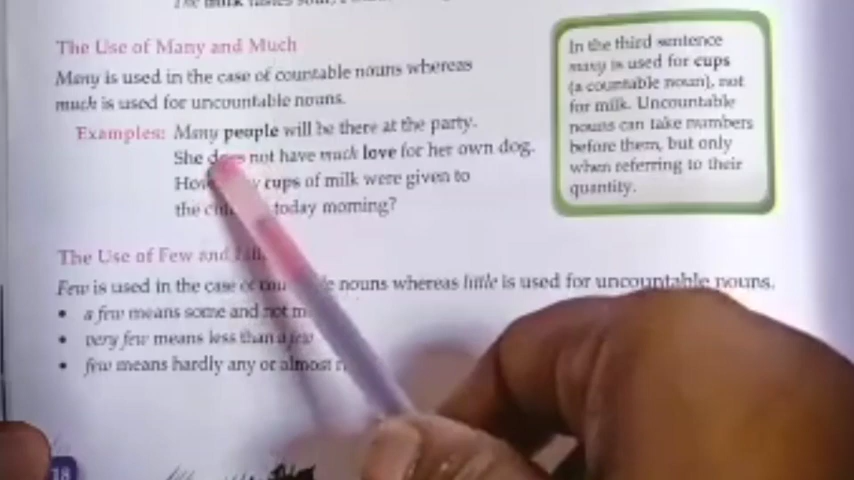 The milk tastes sour,
The Use of Many and Much
Many is used in the case of countable nouns whereas
much is used for uncountable nouns.
Examples: Many people will be there at the party.
She does not have much love for her own dog.
How cups of milk were given to
the today morning?
In the third sentence
many is used for cups
(a countable noun), not
for milk. Uncountable
nouns can take numbers
before them, but only
when referring to their
quantity.
The Use of Few and
Few is used in the case of nouns whereas little is used for uncountable nouns.
• a few means some and not
• very few means less than a few
• few means hardly any or almost
18